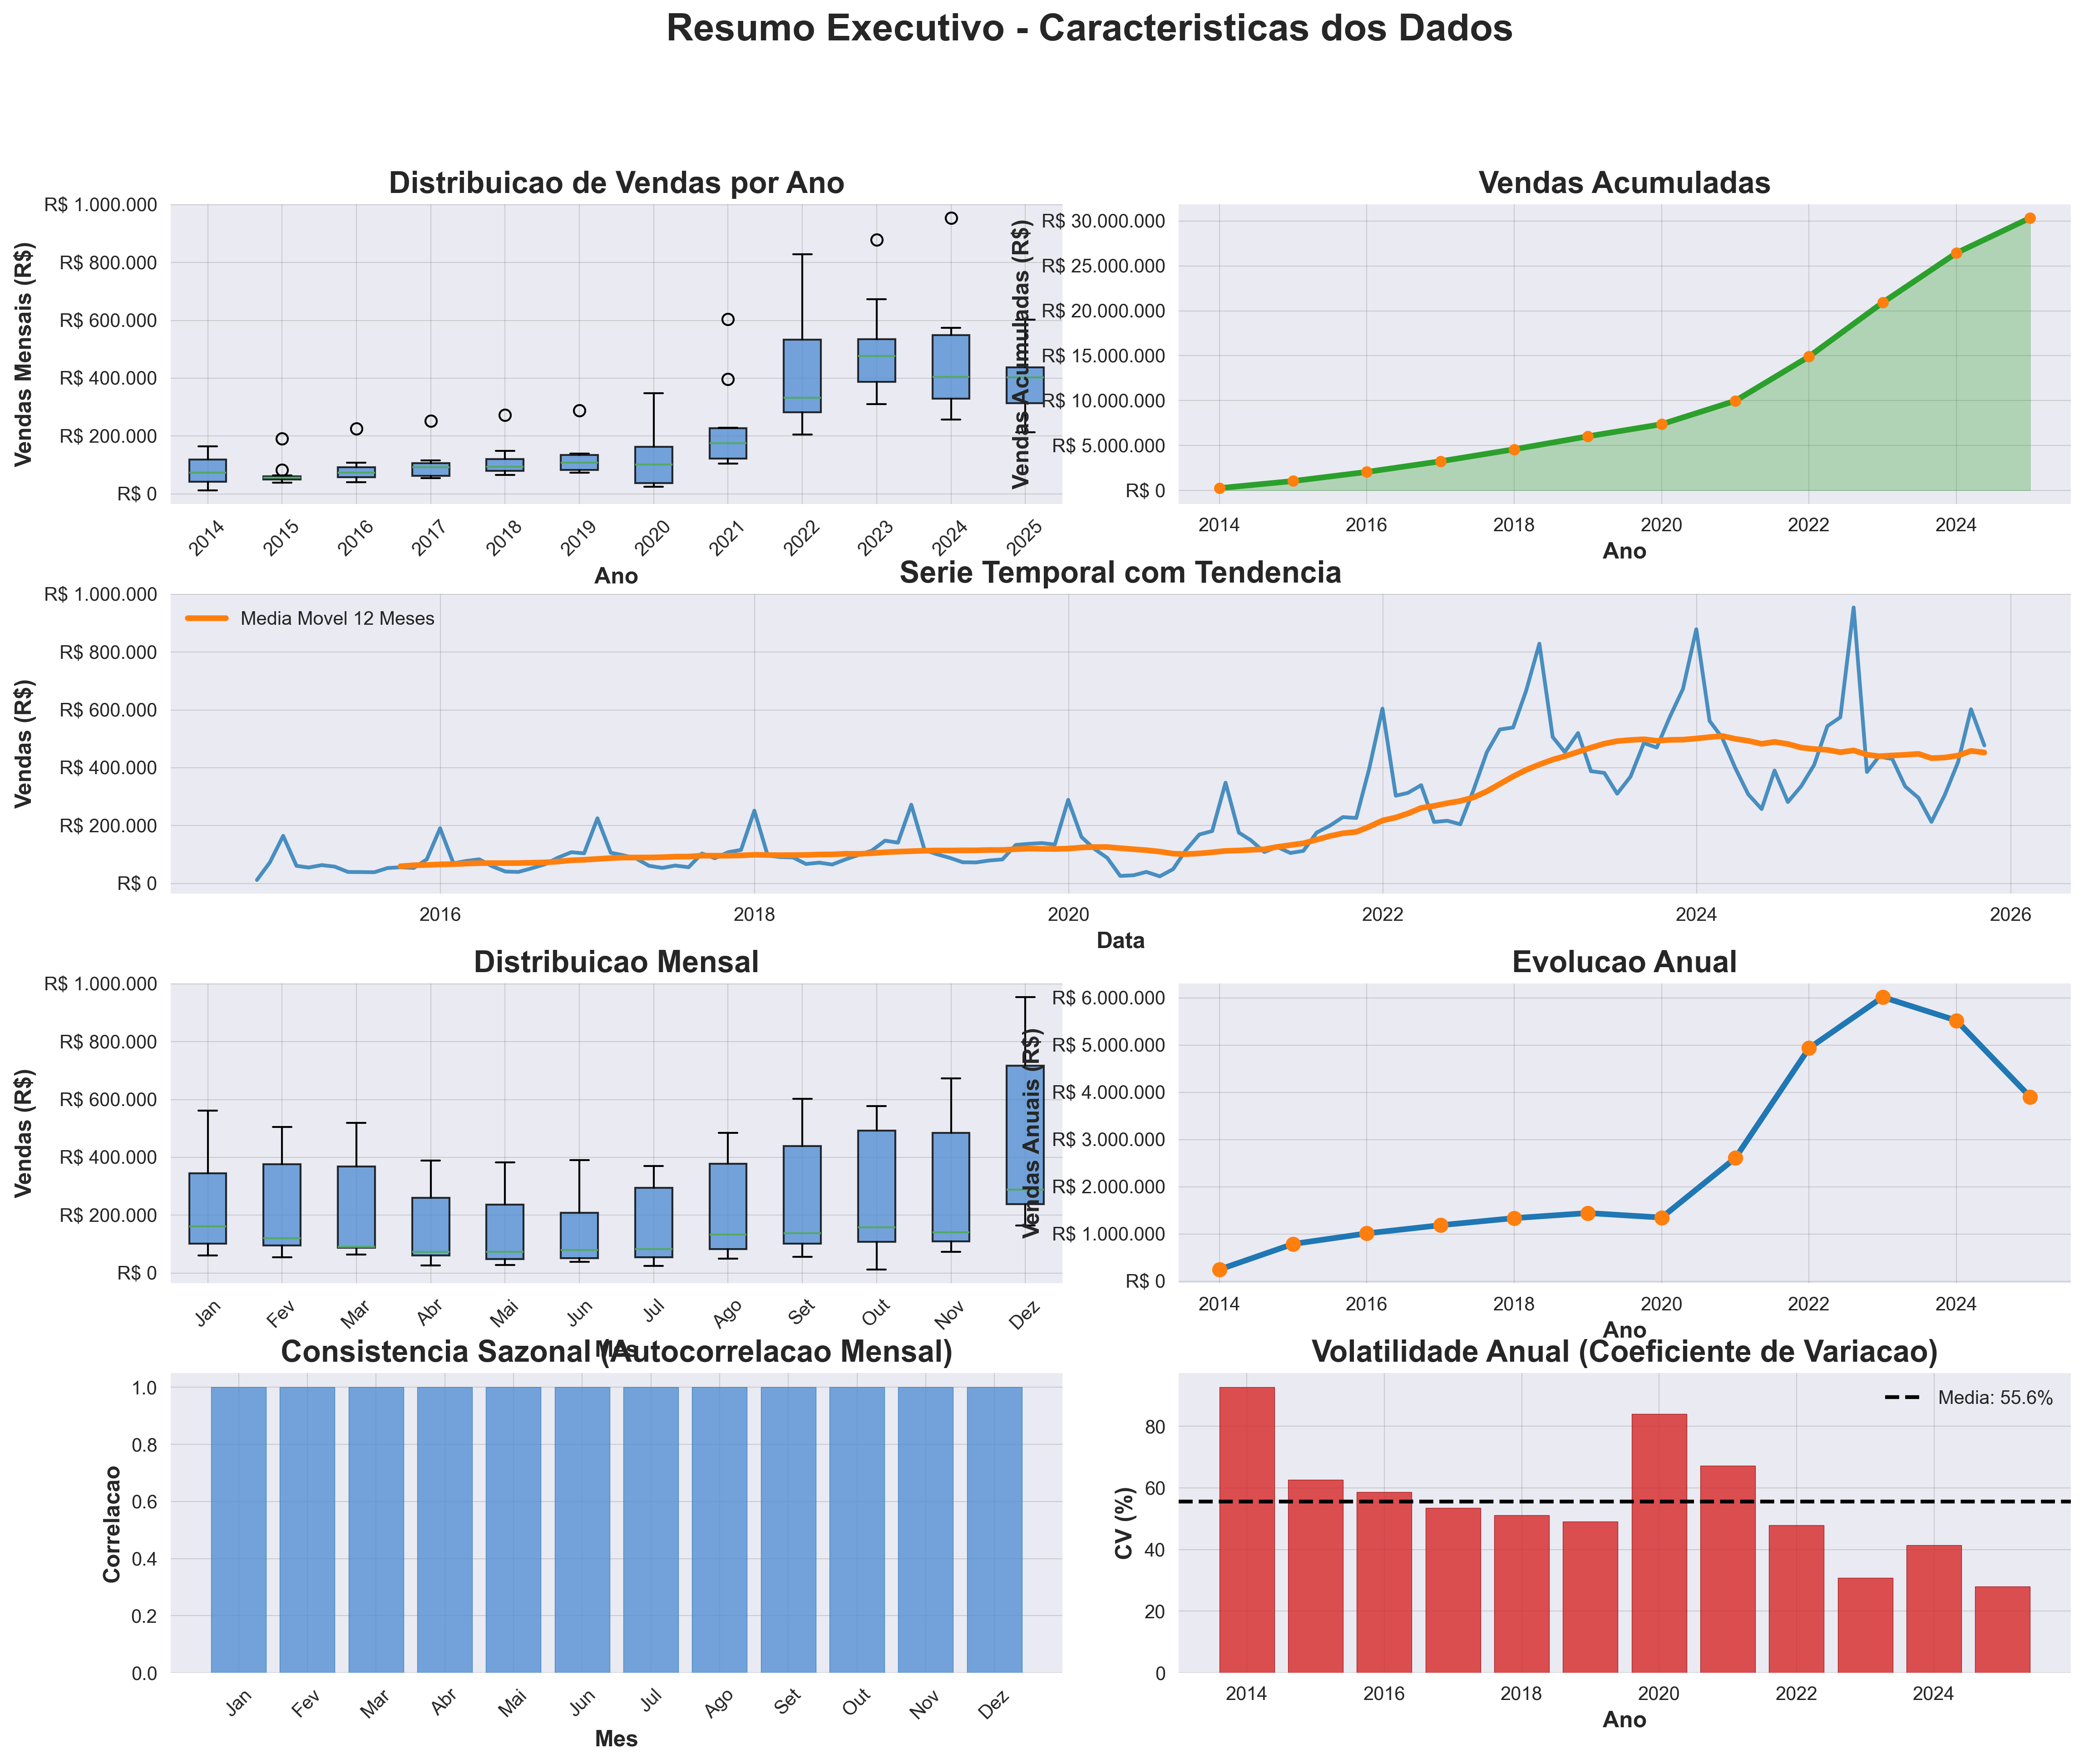 Resumo Executivo - Caracteristicas dos Dados
Distribuicao de Vendas por Ano
Vendas Mensais (R$)
R$ 1.000.000
R$ 800.000
R$ 600.000
R$ 400.000
R$ 200.000
R$ 0
2014
2015
2016
2017
2018
2019
2020
2021
2022
2023
2024
2025
Ano
Vendas Acumuladas
Vendas Acumuladas (R$)
R$ 30.000.000
R$ 25.000.000
R$ 20.000.000
R$ 15.000.000
R$ 10.000.000
R$ 5.000.000
R$ 0
2014
2016
2018
2020
2022
2024
Ano
Serie Temporal com Tendencia
Vendas (R$)
R$ 1.000.000
R$ 800.000
R$ 600.000
R$ 400.000
R$ 200.000
R$ 0
Media Movel 12 Meses
2016
2018
2020
2022
2024
2026
Data
Distribuicao Mensal
Vendas (R$)
R$ 1.000.000
R$ 800.000
R$ 600.000
R$ 400.000
R$ 200.000
R$ 0
Jan
Fev
Mar
Abr
Mai
Jun
Jul
Ago
Set
Out
Nov
Dez
Mes
Evolucao Anual
Vendas Anuais (R$)
R$ 6.000.000
R$ 5.000.000
R$ 4.000.000
R$ 3.000.000
R$ 2.000.000
R$ 1.000.000
R$ 0
2014
2016
2018
2020
2022
2024
Ano
Consistencia Sazonal (Autocorrelacao Mensal)
Correlacao
1.0
0.8
0.6
0.4
0.2
0.0
Jan
Fev
Mar
Abr
Mai
Jun
Jul
Ago
Set
Out
Nov
Dez
Mes
Volatilidade Anual (Coeficiente de Variacao)
CV (%)
80
60
40
20
0
Media: 55.6%
2014
2016
2018
2020
2022
2024
Ano